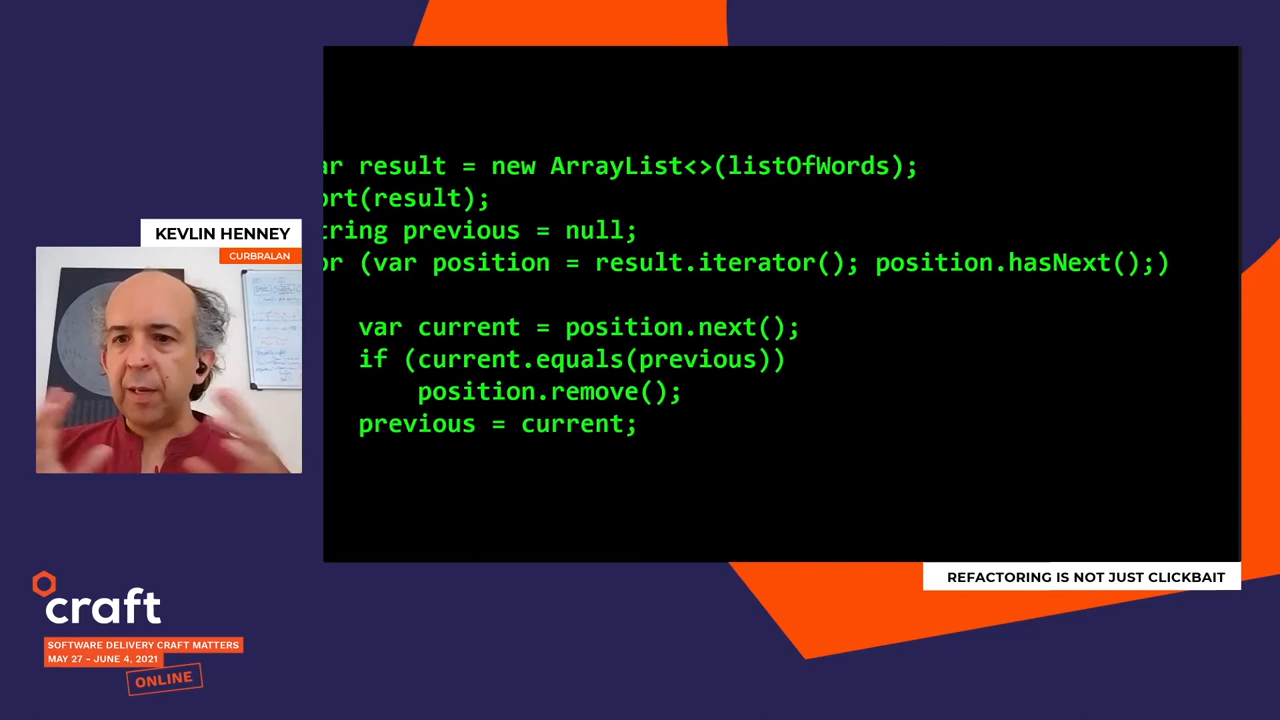 ar result = new ArrayList<>(listOfWords);
ort(result);
tring previous = null;
or (var position = result.iterator(); position.hasNext();)
var current = position.next();
if (current.equals(previous))
position.remove();
previous = current;
KEVLIN HENNEY
CURBRALAN
REFACTORING IS NOT JUST CLICKBAIT
craft
SOFTWARE DELIVERY CRAFT MATTERS
MAY 27 - JUNE 4, 2021
ONLINE